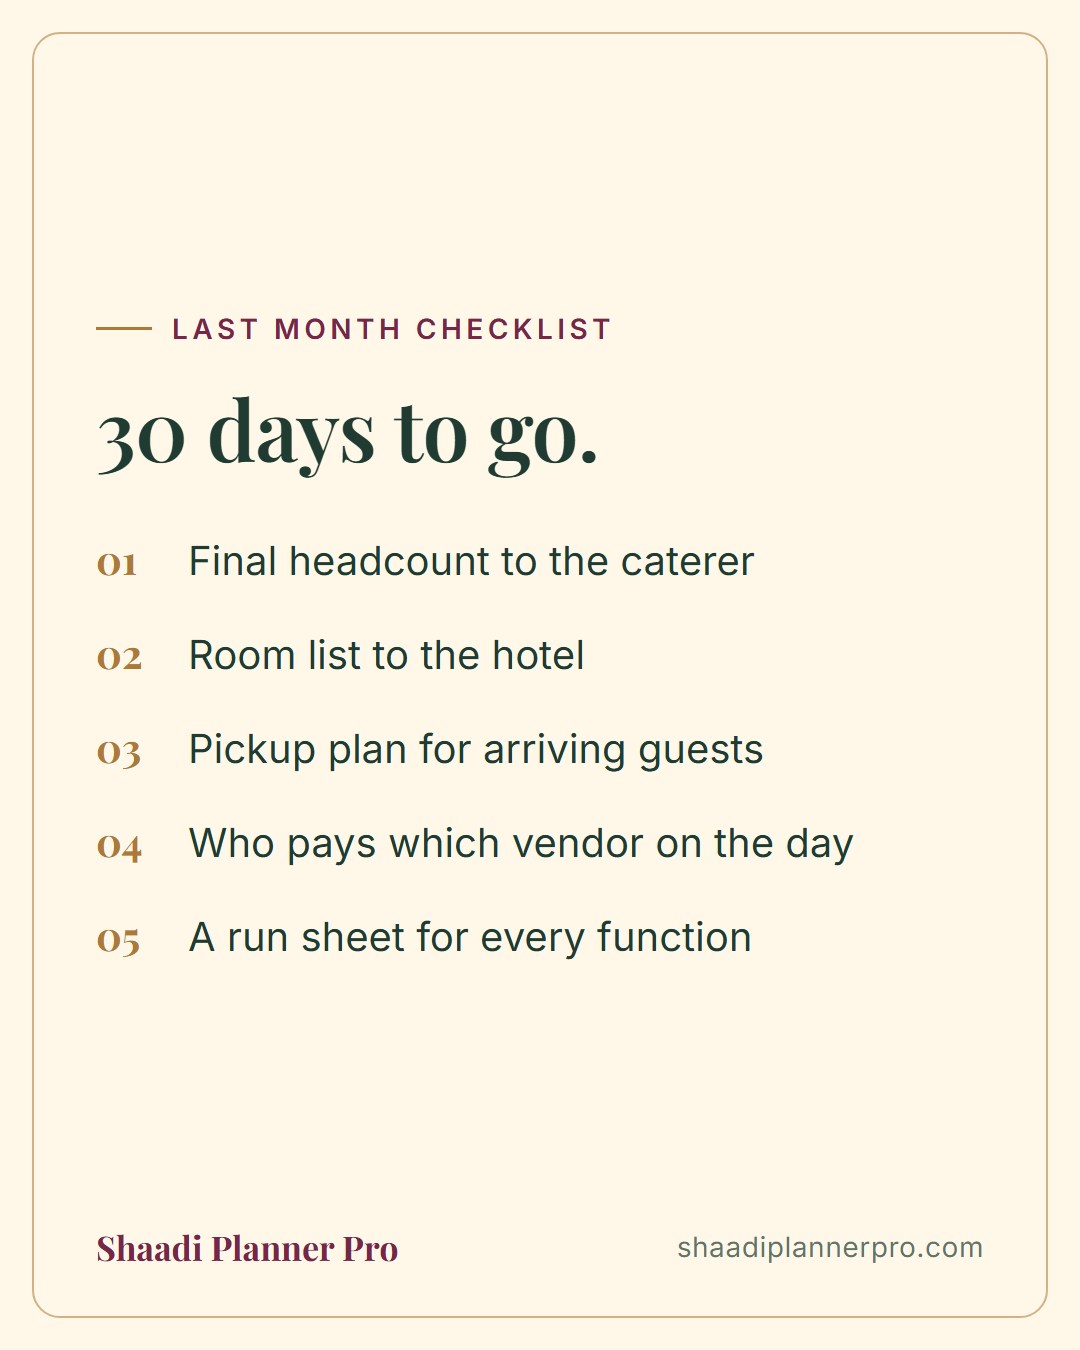 LAST MONTH CHECKLIST
30 days to go.
01 Final headcount to the caterer
02 Room list to the hotel
03 Pickup plan for arriving guests
04 Who pays which vendor on the day
05 A run sheet for every function
Shaadi Planner Pro shaadiplannerpro.com